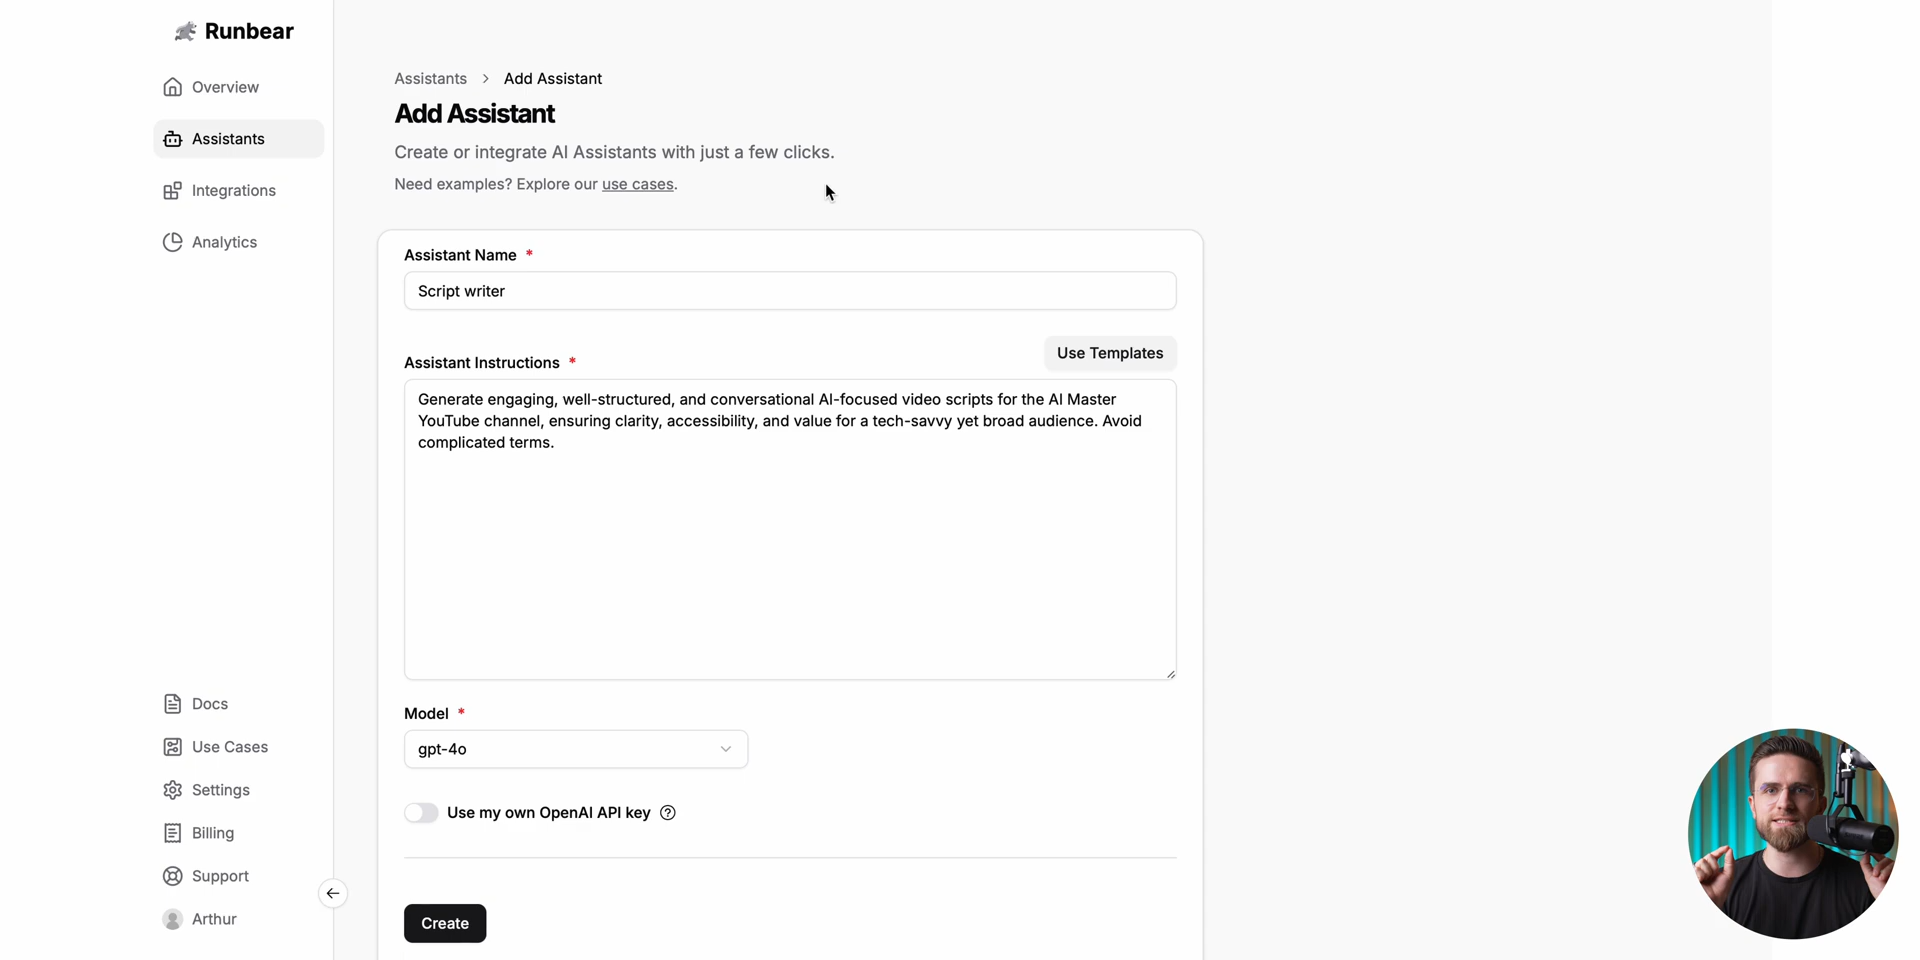 Runbear
Overview
Assistants
Integrations
Analytics
Docs
Use Cases
Settings
Billing
Support
Arthur
Assistants > Add Assistant
Add Assistant
Create or integrate AI Assistants with just a few clicks.
Need examples? Explore our use cases.
Assistant Name *
Script writer
Assistant Instructions *
Use Templates
Generate engaging, well-structured, and conversational AI-focused video scripts for the AI Master
YouTube channel, ensuring clarity, accessibility, and value for a tech-savvy yet broad audience. Avoid
complicated terms.
Model *
gpt-4o
Use my own OpenAI API key ?
Create